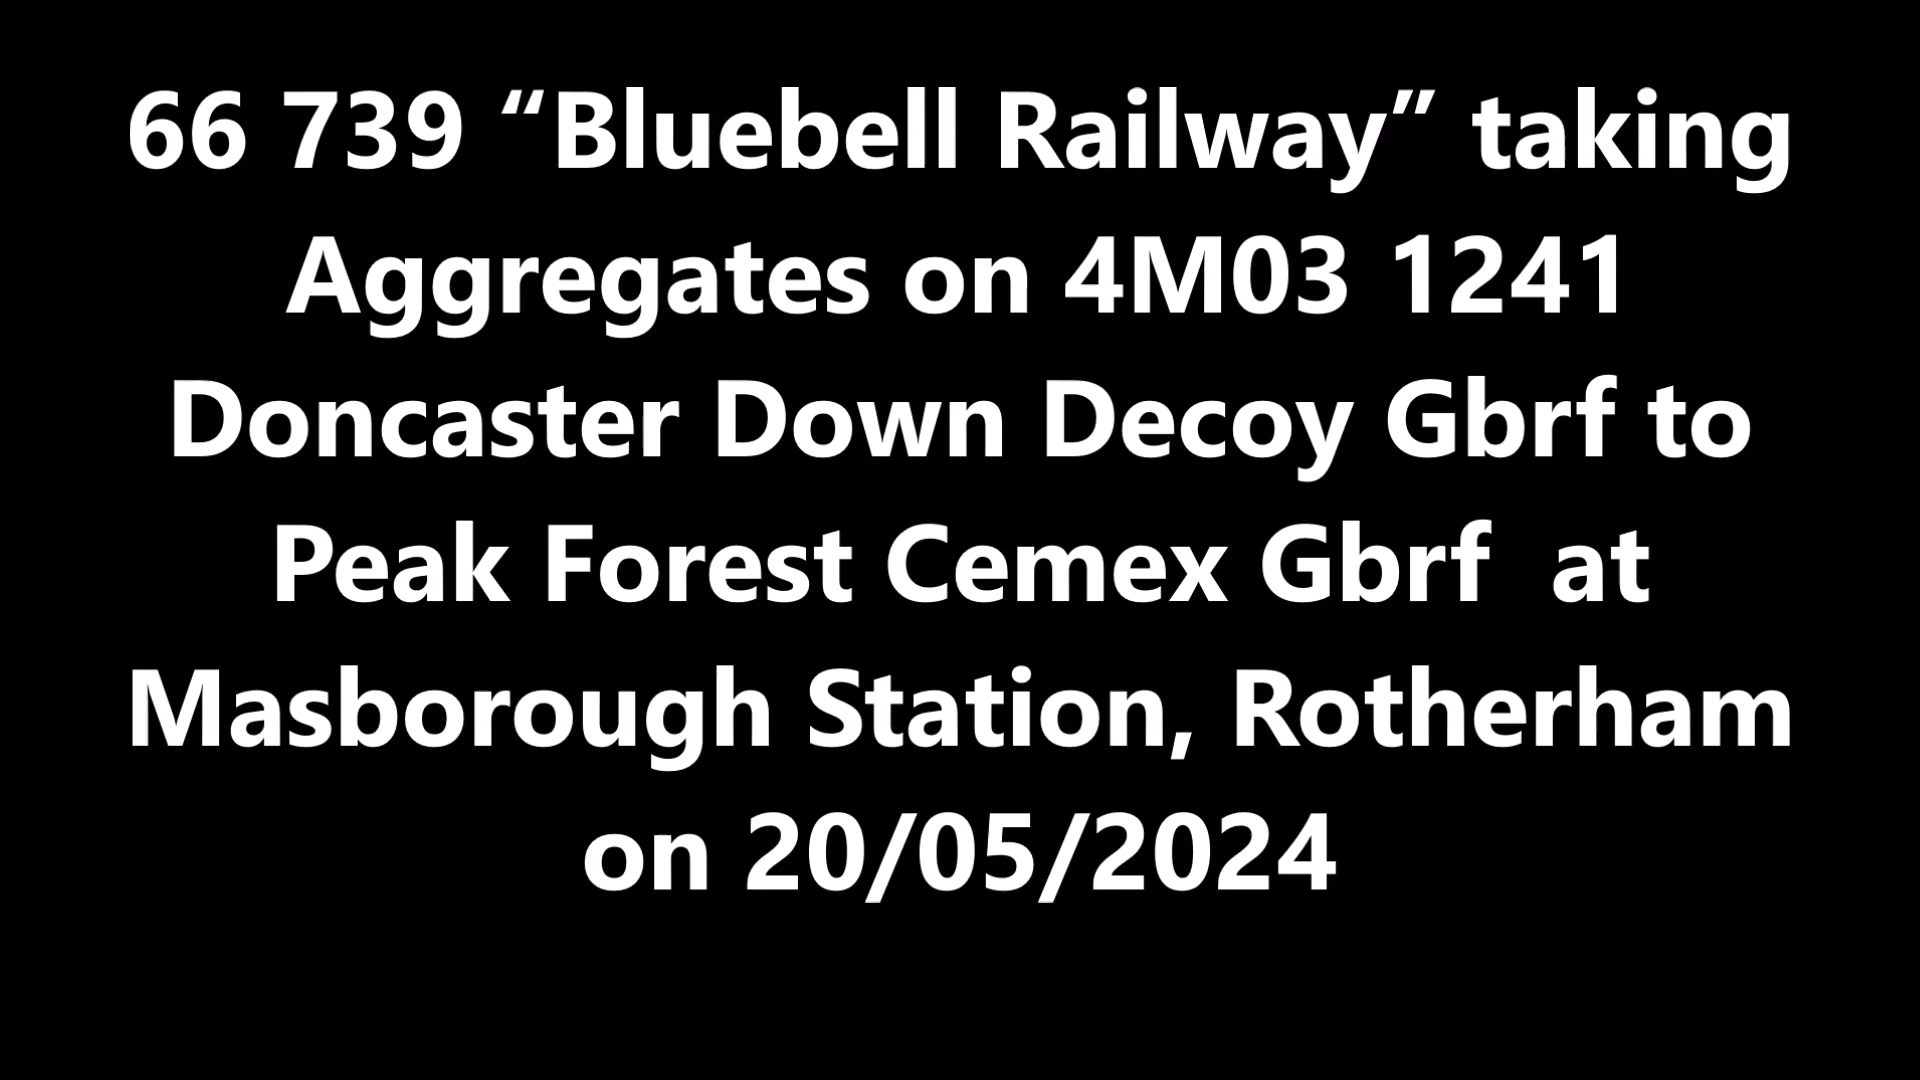 66 739 “Bluebell Railway” taking
Aggregates on 4M03 1241
Doncaster Down Decoy Gbrf to
Peak Forest Cemex Gbrf  at
Masborough Station, Rotherham
on 20/05/2024